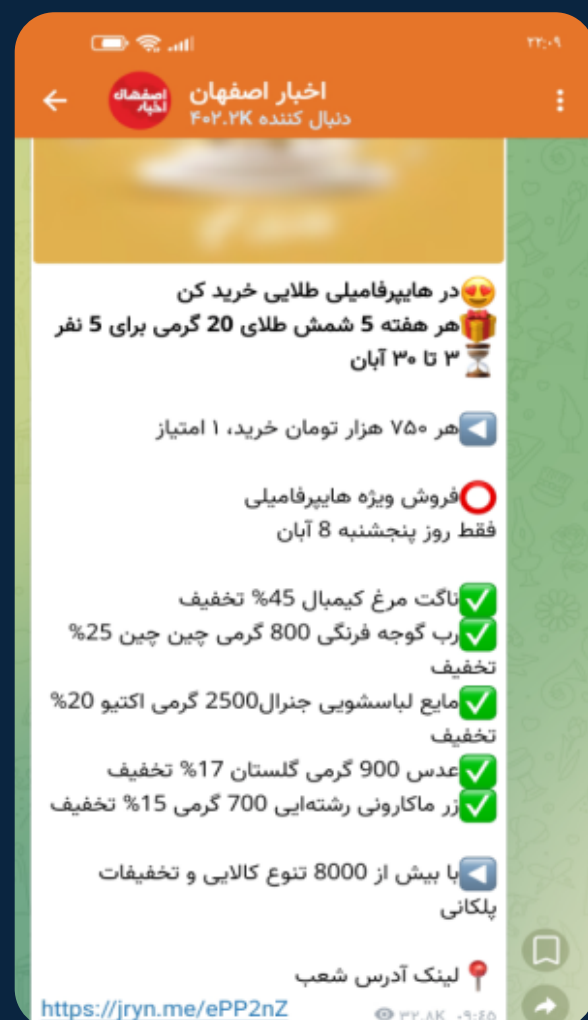 ۲۲:۰۹
اخبار اصفهان
۴۰۲.۲K دنبال کننده
اصفهان
اخبار
😍در هایپرفامیلی طلایی خرید کن
🎁هر هفته 5 شمش طلای 20 گرمی برای 5 نفر
⏳۳ تا ۳۰ آبان
◀️هر ۷۵۰ هزار تومان خرید، ۱ امتیاز
⭕فروش ویژه هایپرفامیلی
فقط روز پنجشنبه 8 آبان
✅ناگت مرغ کیمبال 45% تخفیف
✅رب گوجه فرنگی 800 گرمی چین چین 25%
تخفیف
✅مایع لباسشویی جنرال2500 گرمی اکتیو 20%
تخفیف
✅عدس 900 گرمی گلستان 17% تخفیف
✅زر ماکارونی رشته‌ایی 700 گرمی 15% تخفیف
◀️با بیش از 8000 تنوع کالایی و تخفیفات
پلکانی
📍 لینک آدرس شعب
https://jryn.me/ePP2nZ
۳۲.۸K ۰۹:۴۵